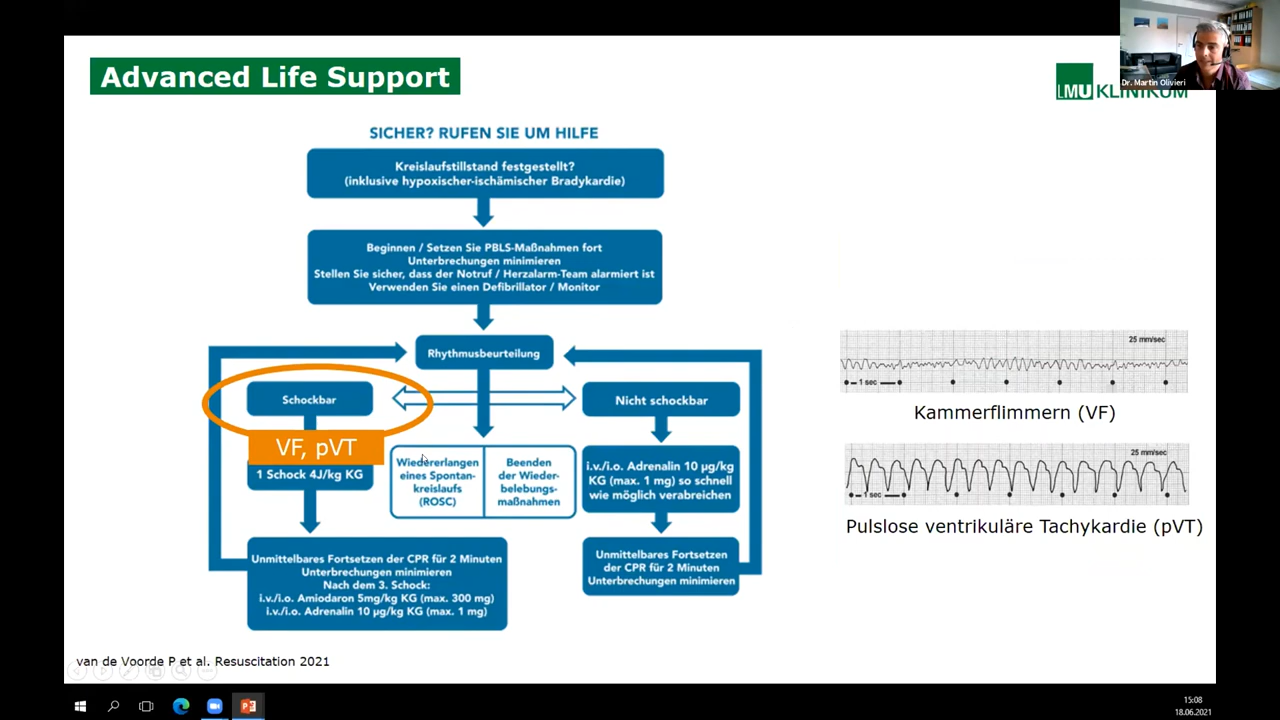 Advanced Life Support
Dr. Martin Olivieri
LMU KLINIKUM
SICHER? RUFEN SIE UM HILFE
Kreislaufstillstand festgestellt?
(inklusive hypoxischer-ischämischer Bradykardie)
Beginnen / Setzen Sie PBLS-Maßnahmen fort
Unterbrechungen minimieren
Stellen Sie sicher, dass der Notruf / Herzalarm-Team alarmiert ist
Verwenden Sie einen Defibrillator / Monitor
Rhythmusbeurteilung
Schockbar
VF, pVT
1 Schock 4J/kg KG
Wiedererlangen
eines Spontan-
kreislaufs
(ROSC)
Beenden
der Wieder-
belebungs-
maßnahmen
Nicht schockbar
i.v./i.o. Adrenalin 10 µg/kg
KG (max. 1 mg) so schnell
wie möglich verabreichen
Unmittelbares Fortsetzen der CPR für 2 Minuten
Unterbrechungen minimieren
Nach dem 3. Schock:
i.v./i.o. Amiodaron 5mg/kg KG (max. 300 mg)
i.v./i.o. Adrenalin 10 µg/kg KG (max. 1 mg)
Unmittelbares Fortsetzen
der CPR für 2 Minuten
Unterbrechungen minimieren
25 mm/sec
1 sec
Kammerflimmern (VF)
25 mm/sec
1 sec
Pulslose ventrikuläre Tachykardie (pVT)
van de Voorde P et al. Resuscitation 2021
15:08
18.06.2021